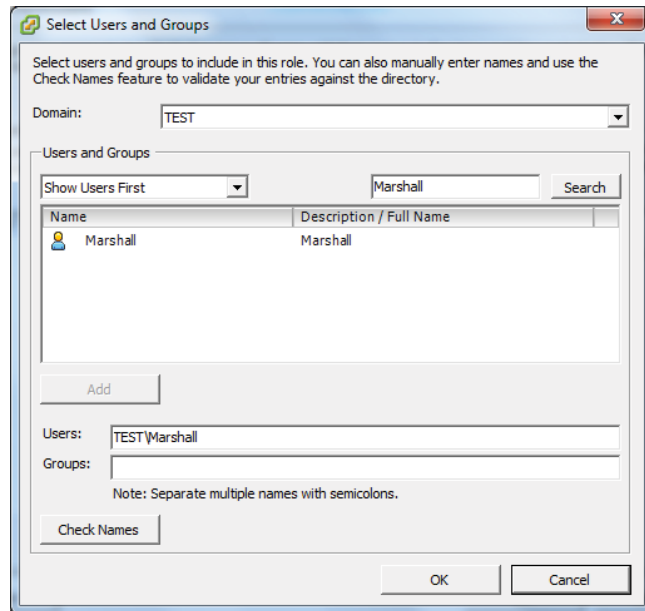 Select Users and Groups
Select users and groups to include in this role. You can also manually enter names and use the
Check Names feature to validate your entries against the directory.
Domain: TEST
Users and Groups
Show Users First Marshall Search
Name Description / Full Name
Marshall Marshall
Add
Users: TEST\Marshall
Groups:
Note: Separate multiple names with semicolons.
Check Names
OK Cancel